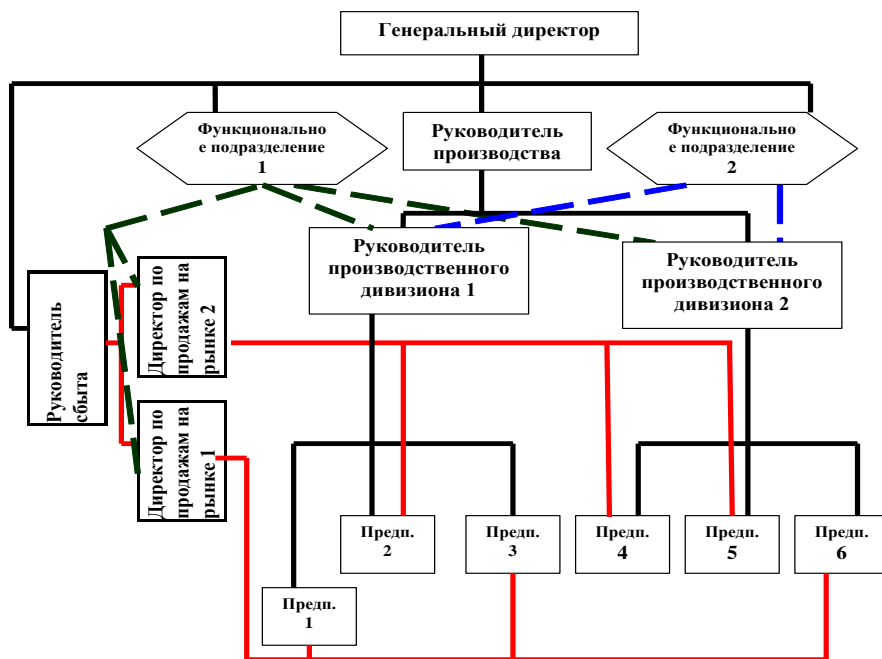 Генеральный директор
Функционально
е подразделение
1
Руководитель
производства
Функционально
е подразделение
2
Руководитель
производственного
дивизиона 1
Руководитель
производственного
дивизиона 2
Руководитель
сбыта
Директор по
продажам на
рынке 2
Директор по
продажам на
рынке 1
Предп.
2
Предп.
3
Предп.
4
Предп.
5
Предп.
6
Предп.
1